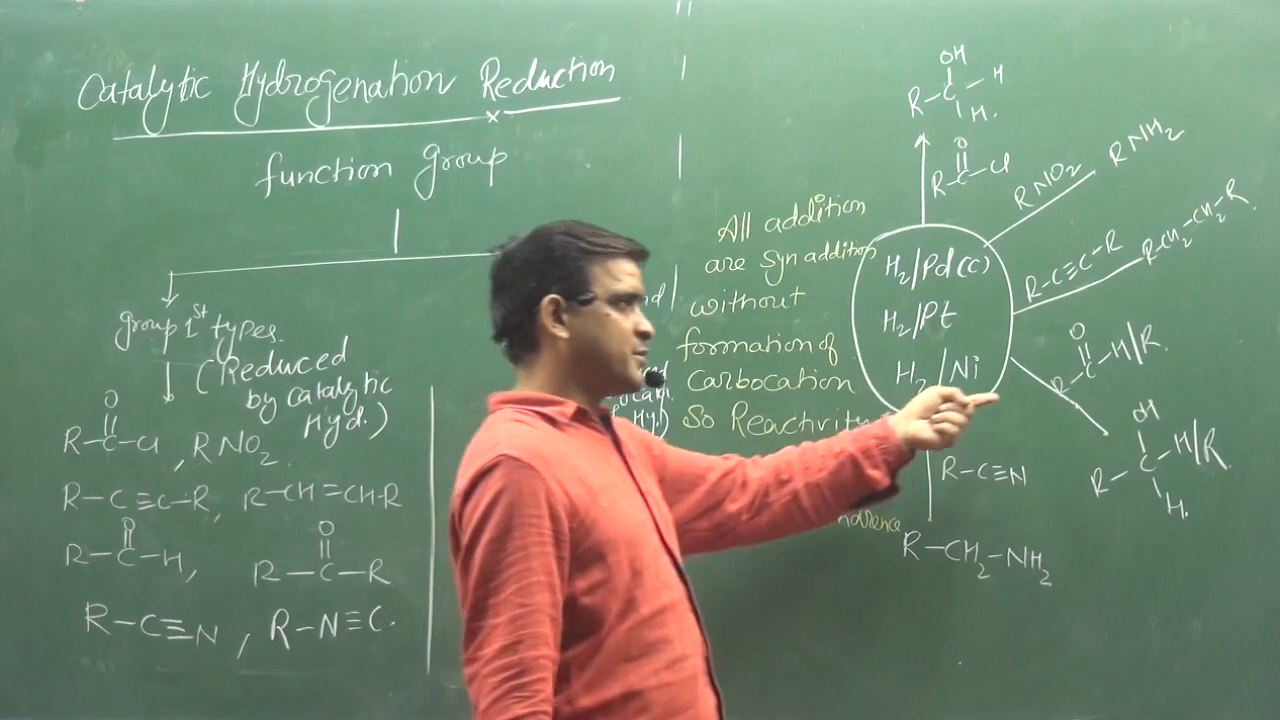 Catalytic Hydrogenation Reduction
function group
group 1st types.
(Reduced
by catalytic
Hyd.)
O
R-C-Cl, RNO2
R-C≡C-R, R-CH=CH-R
O
R-C-H,
O
R-C-R
R-C≡N, R-N≡C.
All addition
are syn addition
without
formation of
Carbocation
So Reactivity
H2/Pd(C)
H2/Pt
H2/Ni
OH
R-C-H
H.
O
R-C-Cl
RNO2
RNH2
R-C≡C-R
R-CH2-CH2-R
O
R-C-H/R.
OH
R-C-H/R
H.
R-C≡N
R-CH2-NH2